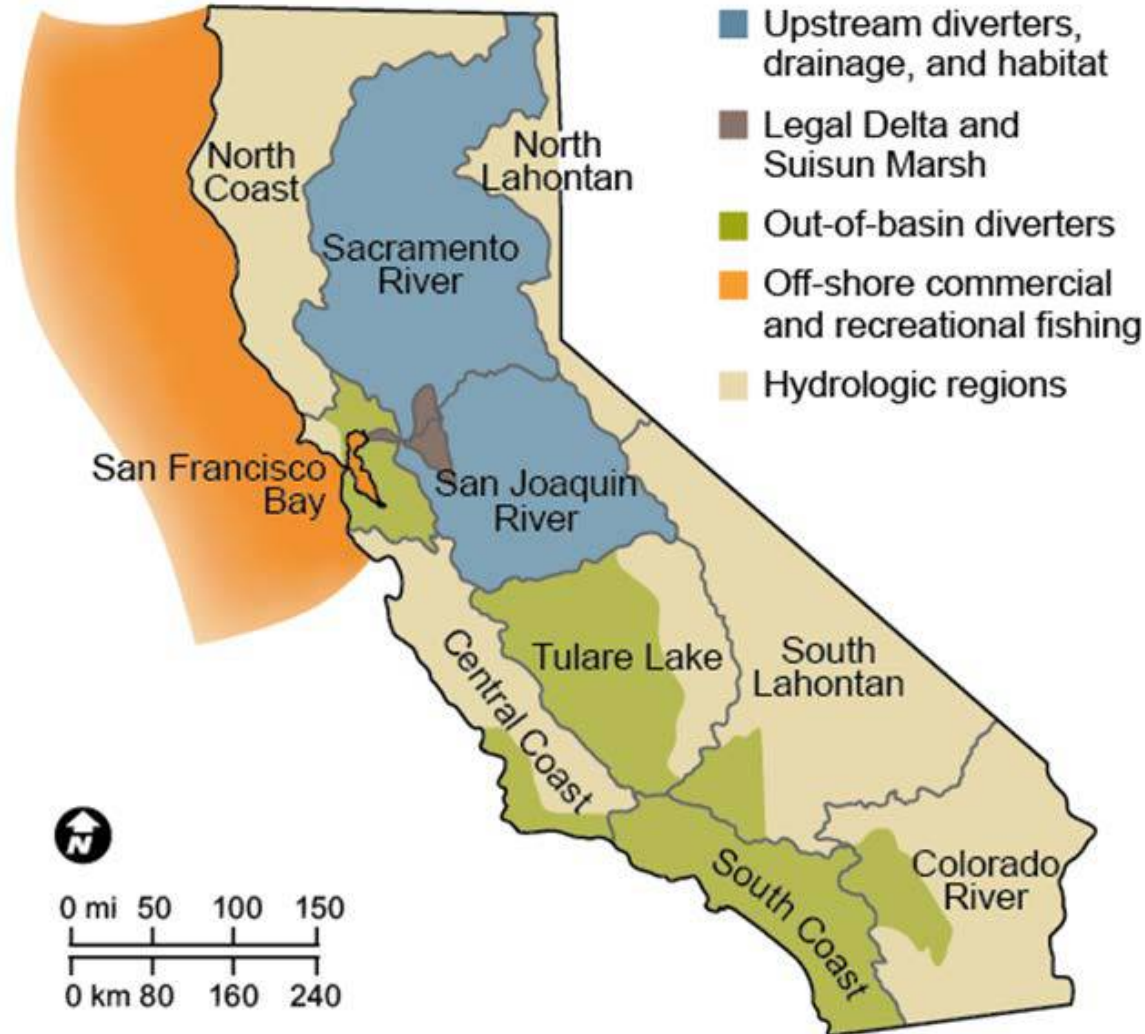 Upstream diverters,
drainage, and habitat
Legal Delta and
Suisun Marsh
Out-of-basin diverters
Off-shore commercial
and recreational fishing
Hydrologic regions
North
Coast
North
Lahontan
Sacramento
River
San Francisco
Bay
San Joaquin
River
Central Coast
Tulare Lake
South
Lahontan
South Coast
Colorado
River
N
0 mi 50 100 150
0 km 80 160 240